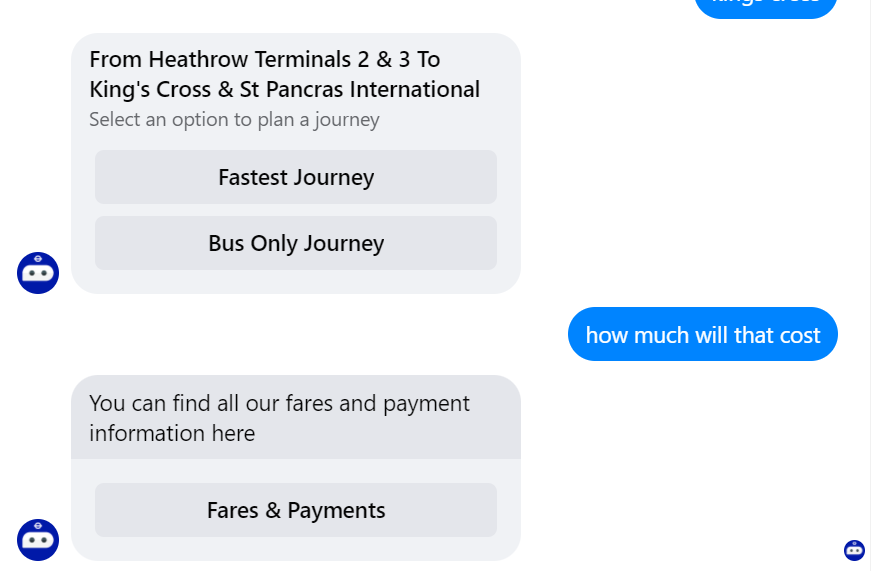 kings cross
From Heathrow Terminals 2 & 3 To
King's Cross & St Pancras International
Select an option to plan a journey
Fastest Journey
Bus Only Journey
how much will that cost
You can find all our fares and payment
information here
Fares & Payments